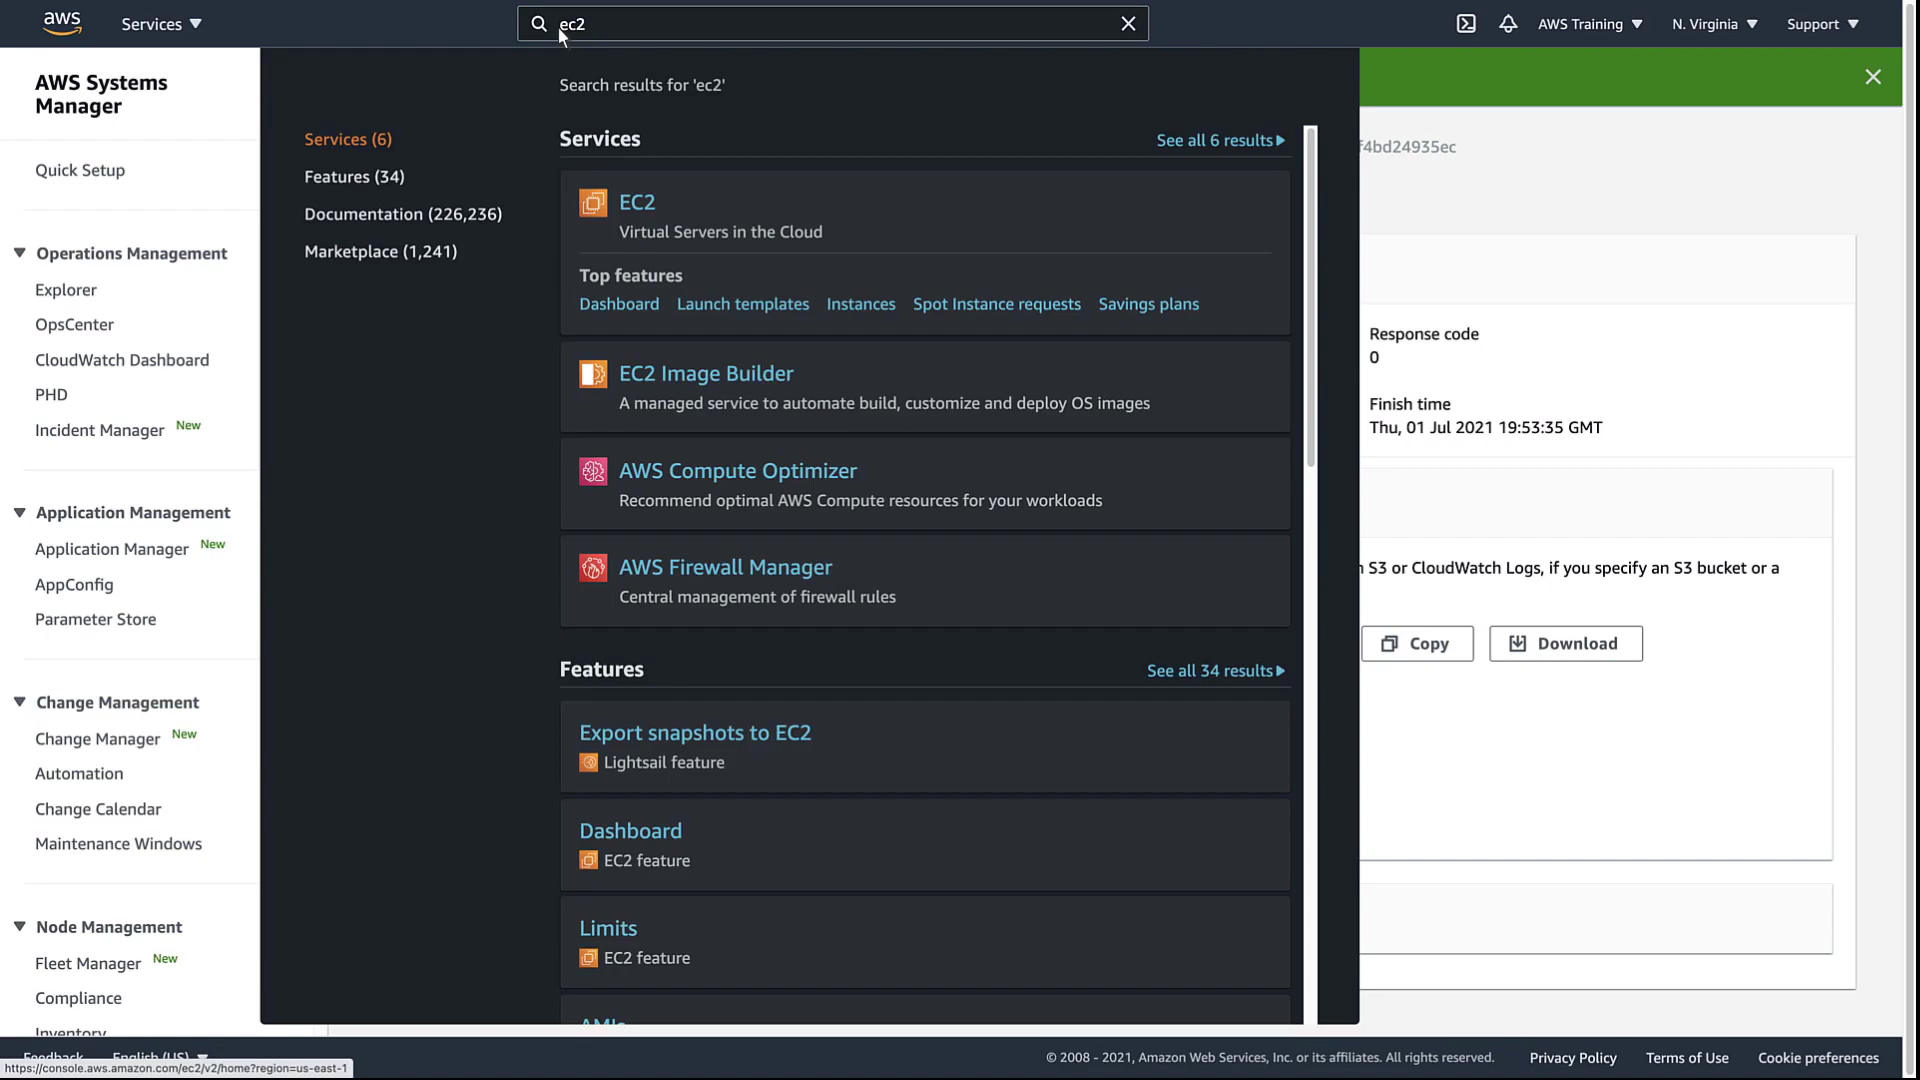 aws
Services
ec2
AWS Training
N. Virginia
Support
AWS Systems
Manager
Quick Setup
Operations Management
Explorer
OpsCenter
CloudWatch Dashboard
PHD
Incident Manager New
Application Management
Application Manager New
AppConfig
Parameter Store
Change Management
Change Manager New
Automation
Change Calendar
Maintenance Windows
Node Management
Fleet Manager New
Compliance
Inventory
Search results for 'ec2'
Services (6)
Features (34)
Documentation (226,236)
Marketplace (1,241)
Services
See all 6 results
EC2
Virtual Servers in the Cloud
Top features
Dashboard Launch templates Instances Spot Instance requests Savings plans
EC2 Image Builder
A managed service to automate build, customize and deploy OS images
AWS Compute Optimizer
Recommend optimal AWS Compute resources for your workloads
AWS Firewall Manager
Central management of firewall rules
Features
See all 34 results
Export snapshots to EC2
Lightsail feature
Dashboard
EC2 feature
Limits
EC2 feature
AMIs
f4bd24935ec
Response code
0
Finish time
Thu, 01 Jul 2021 19:53:35 GMT
S3 or CloudWatch Logs, if you specify an S3 bucket or a
Copy
Download
Feedback English (US)
© 2008 - 2021, Amazon Web Services, Inc. or its affiliates. All rights reserved. Privacy Policy Terms of Use Cookie preferences
https://console.aws.amazon.com/ec2/v2/home?region=us-east-1